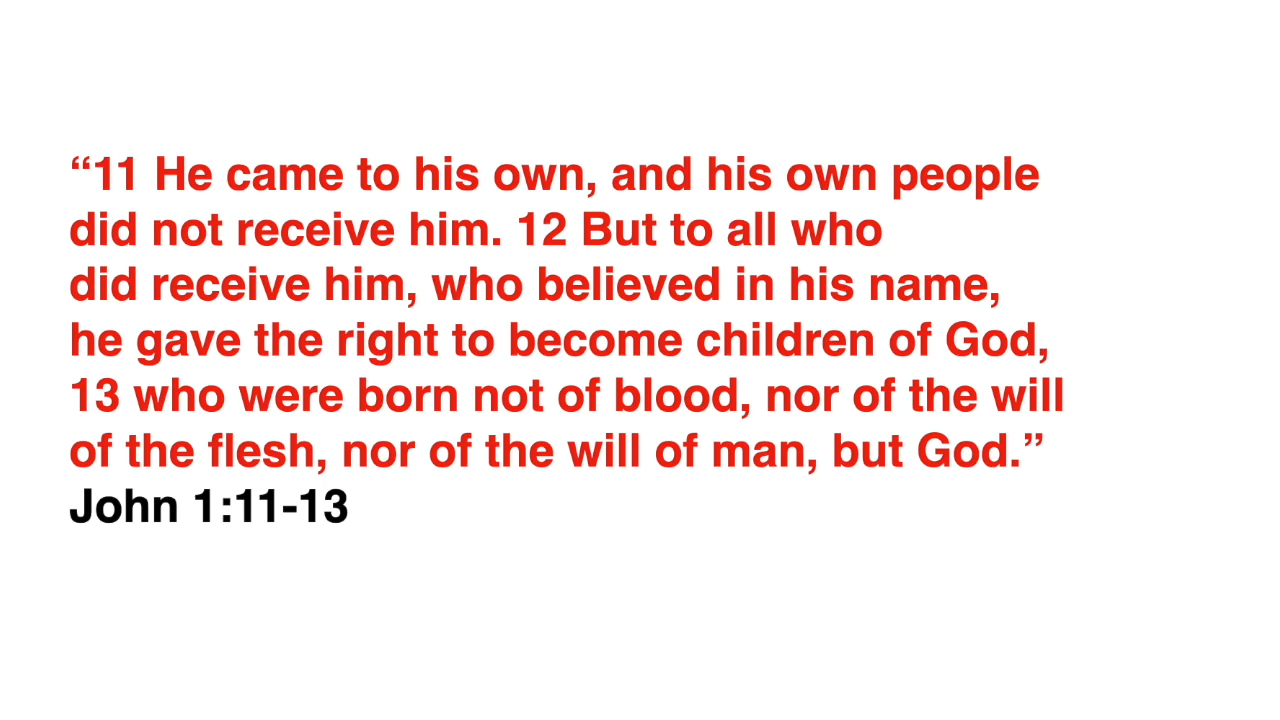 “11 He came to his own, and his own people
did not receive him. 12 But to all who
did receive him, who believed in his name,
he gave the right to become children of God,
13 who were born not of blood, nor of the will
of the flesh, nor of the will of man, but God.”
John 1:11-13